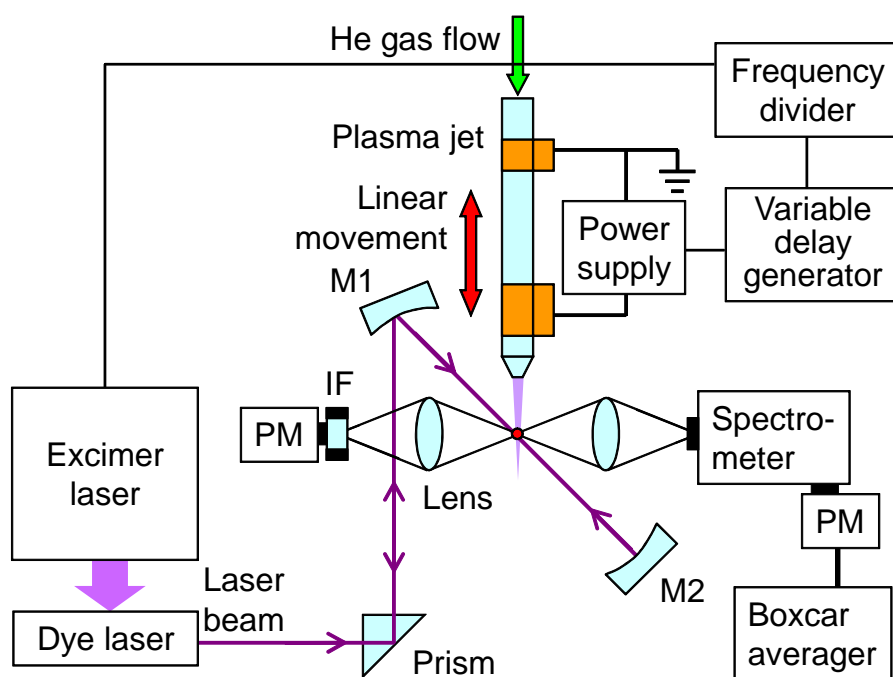 He gas flow
Frequency
divider
Plasma jet
Linear
movement
Power
supply
Variable
delay
generator
M1
IF
PM
Lens
Spectro-
meter
PM
Excimer
laser
Laser
beam
M2
Dye laser
Prism
Boxcar
averager